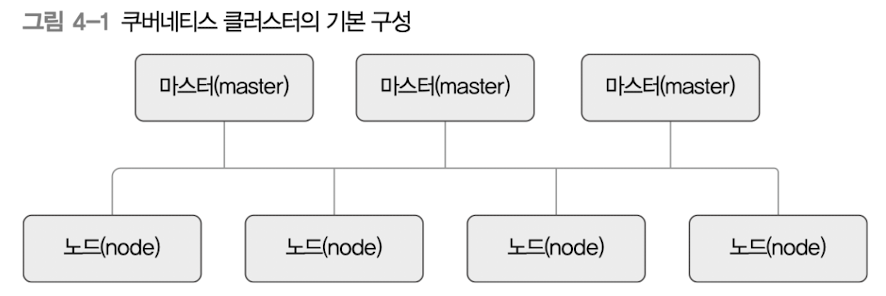 그림 4-1 쿠버네티스 클러스터의 기본 구성
마스터(master) 마스터(master) 마스터(master)
노드(node) 노드(node) 노드(node) 노드(node)